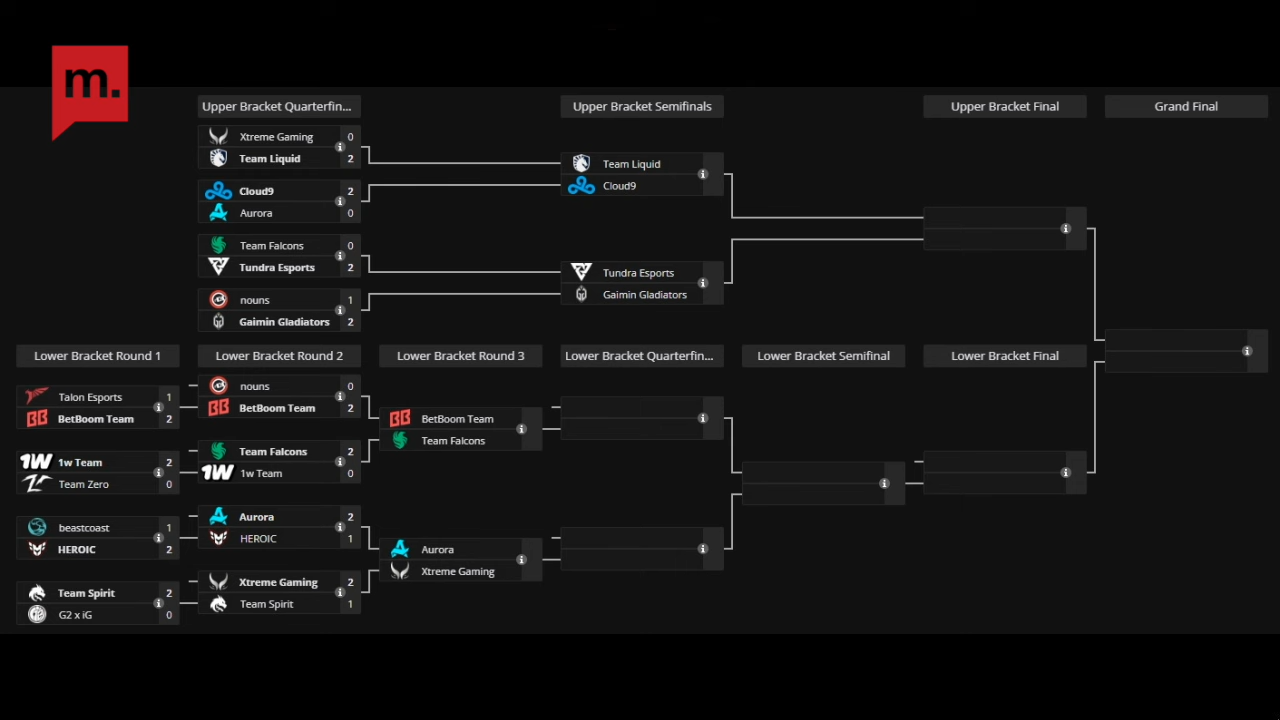 m.
Upper Bracket Quarterfin...
Upper Bracket Semifinals
Upper Bracket Final
Grand Final
Xtreme Gaming 0
Team Liquid 2
Cloud9 2
Aurora 0
Team Falcons 0
Tundra Esports 2
nouns 1
Gaimin Gladiators 2
Team Liquid
Cloud9
Tundra Esports
Gaimin Gladiators
Lower Bracket Round 1
Lower Bracket Round 2
Lower Bracket Round 3
Lower Bracket Quarterfin...
Lower Bracket Semifinal
Lower Bracket Final
Talon Esports 1
BetBoom Team 2
1w Team 2
Team Zero 0
beastcoast 1
HEROIC 2
Team Spirit 2
G2 x iG 0
nouns 0
BetBoom Team 2
Team Falcons 2
1w Team 0
Aurora 2
HEROIC 1
Xtreme Gaming 2
Team Spirit 1
BetBoom Team
Team Falcons
Aurora
Xtreme Gaming